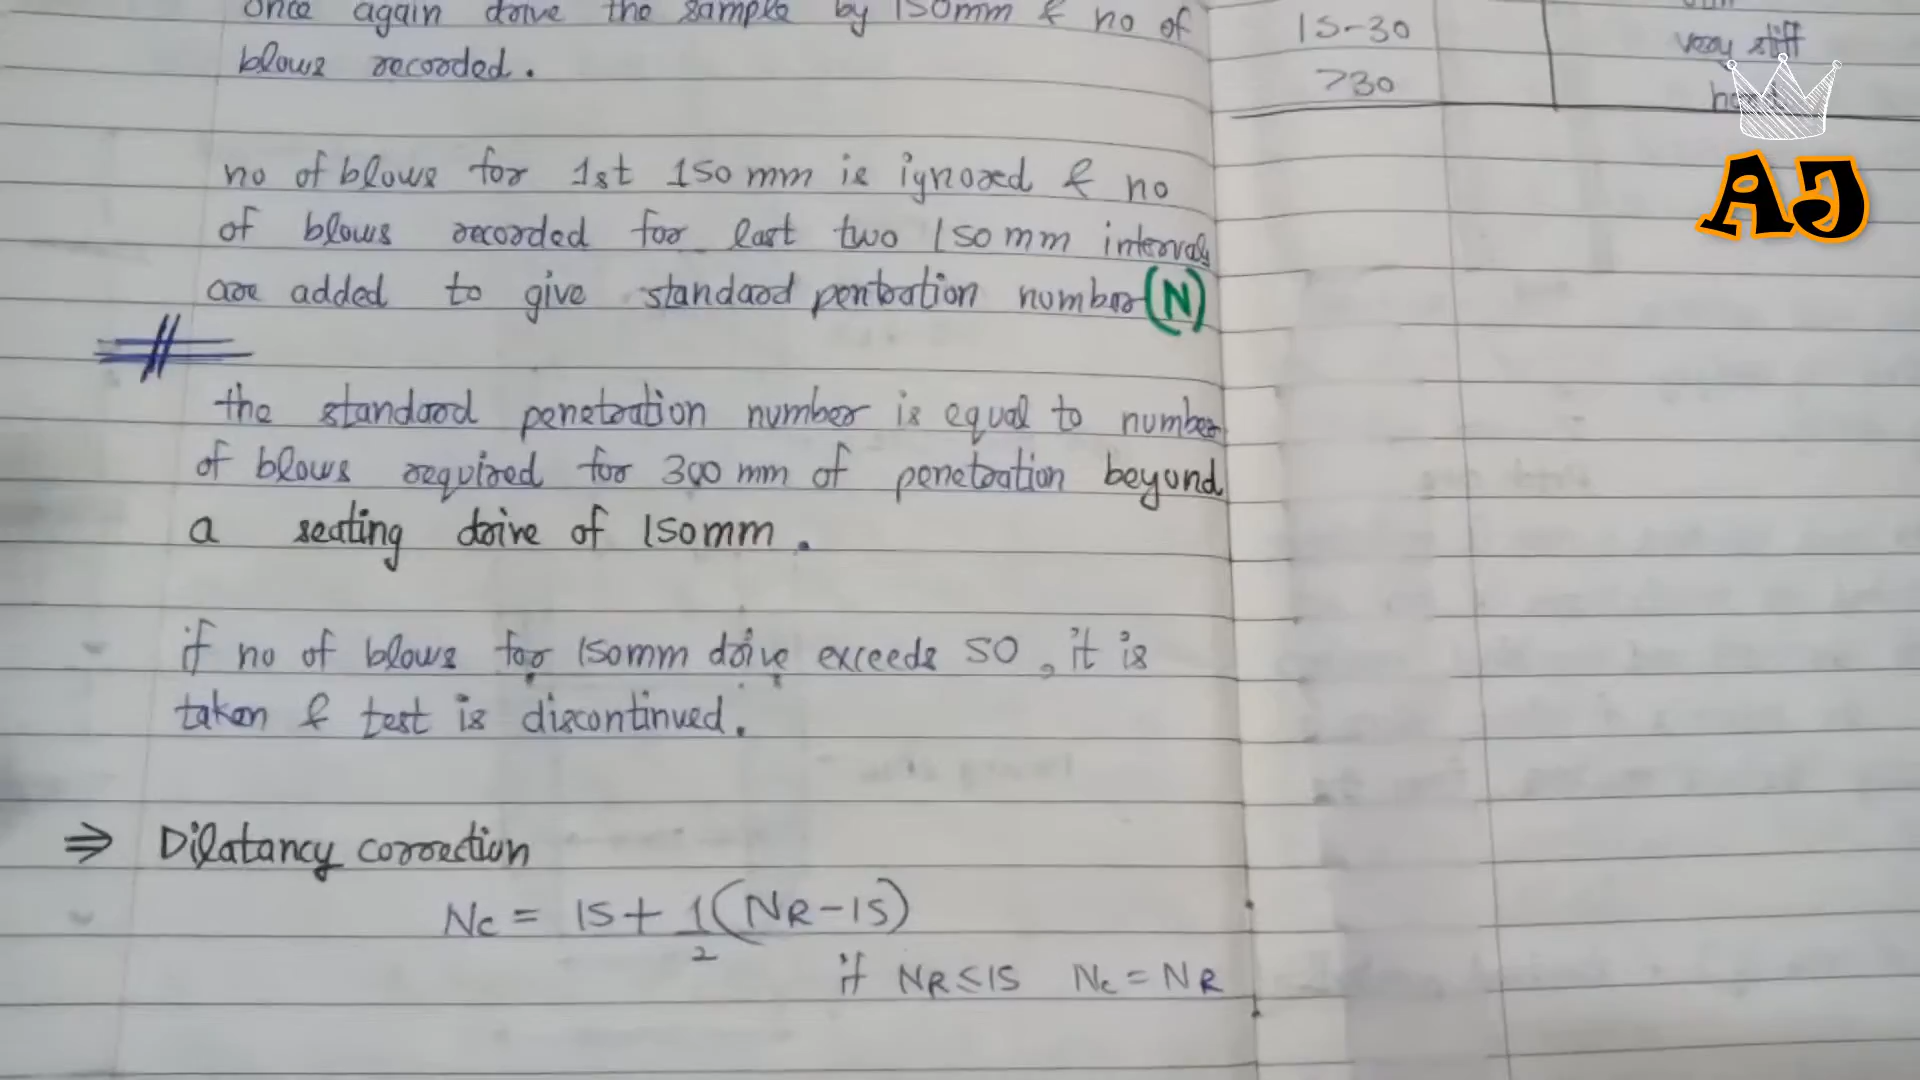 once again drive the sample by 150mm & no of
blows recorded.
no of blows for 1st 150 mm is ignored & no
of blows recorded for last two 150 mm intervals
are added to give standard pentration number (N)
the standard penetration number is equal to number
of blows required for 300 mm of penetration beyond
a seating drive of 150mm.
if no of blows for 150mm drive exceeds 50, it is
taken & test is discontinued.
⇒ Dilatancy correction
Nc = 15 + 1/2 (NR - 15)
if NR ≤ 15 Nc = NR
15-30 very stiff
>30 hard
AJ